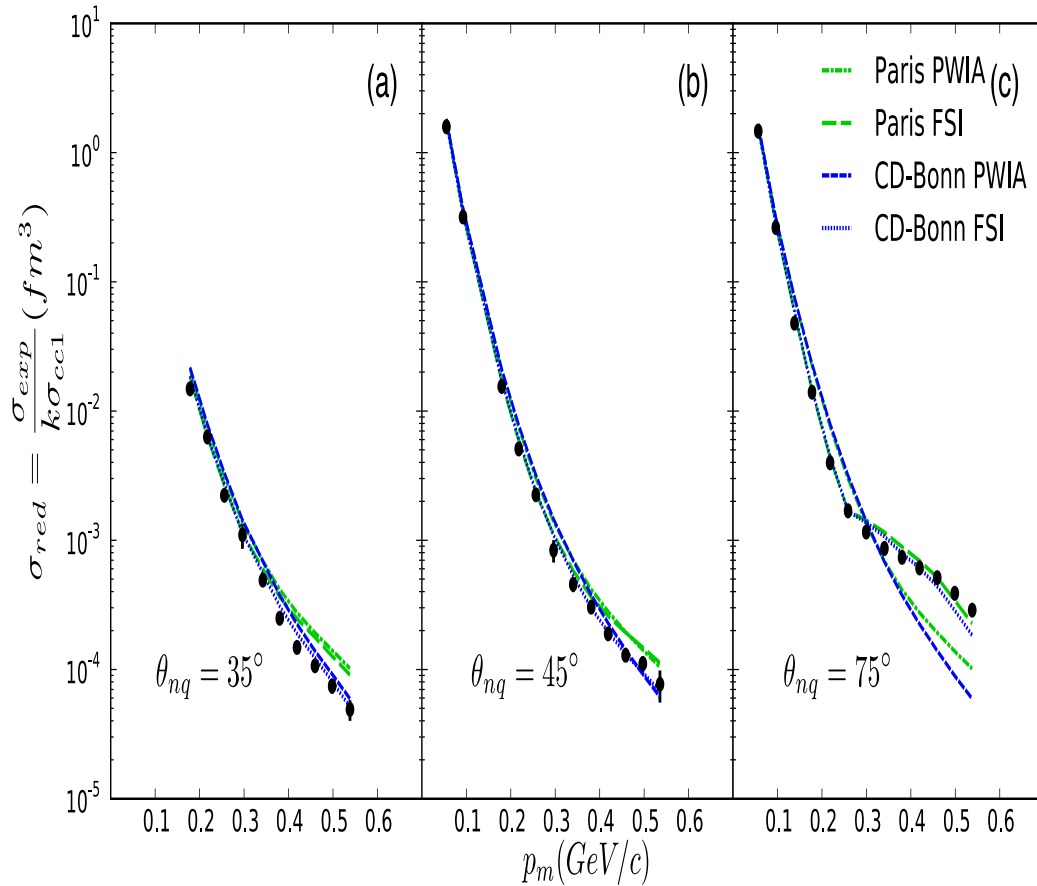 (a)
(b)
(c)
Paris PWIA
Paris FSI
CD-Bonn PWIA
CD-Bonn FSI
10^1
10^0
10^-1
10^-2
10^-3
10^-4
10^-5
σ_red = σ_exp / kσ_cc1 (fm^3)
θ_nq = 35°
θ_nq = 45°
θ_nq = 75°
0.1 0.2 0.3 0.4 0.5 0.6
0.1 0.2 0.3 0.4 0.5 0.6
0.1 0.2 0.3 0.4 0.5 0.6
p_m(GeV/c)